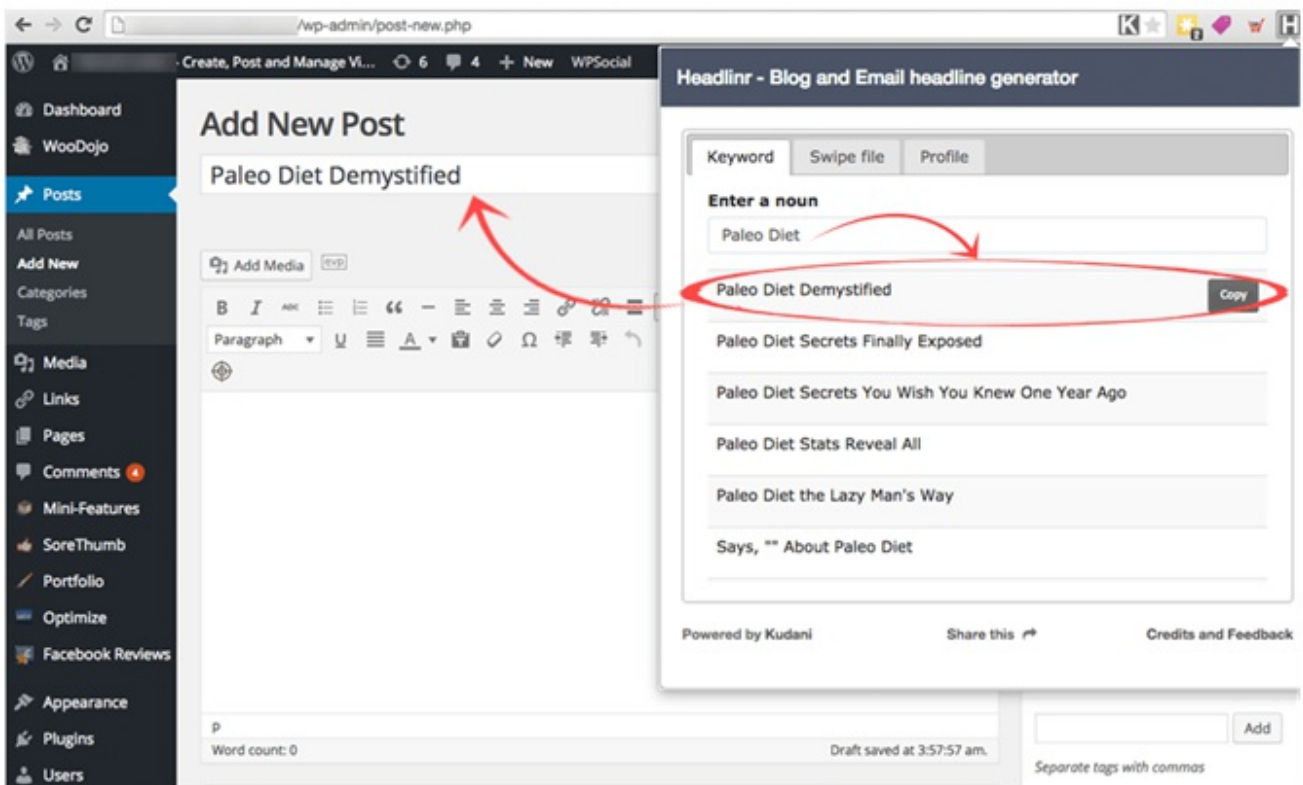 /wp-admin/post-new.php
K
H
- Create, Post and Manage Vi... 6 4 + New WPSocial
Dashboard
WooDojo
Posts
All Posts
Add New
Categories
Tags
Media
Links
Pages
Comments 4
Mini-Features
SoreThumb
Portfolio
Optimize
Facebook Reviews
Appearance
Plugins
Users
Add New Post
Paleo Diet Demystified
Add Media
B I ABC
Paragraph U A Ω
p
Word count: 0
Draft saved at 3:57:57 am.
Headlinr - Blog and Email headline generator
Keyword Swipe file Profile
Enter a noun
Paleo Diet
Paleo Diet Demystified Copy
Paleo Diet Secrets Finally Exposed
Paleo Diet Secrets You Wish You Knew One Year Ago
Paleo Diet Stats Reveal All
Paleo Diet the Lazy Man's Way
Says, "" About Paleo Diet
Powered by Kudani Share this Credits and Feedback
Add
Separate tags with commas